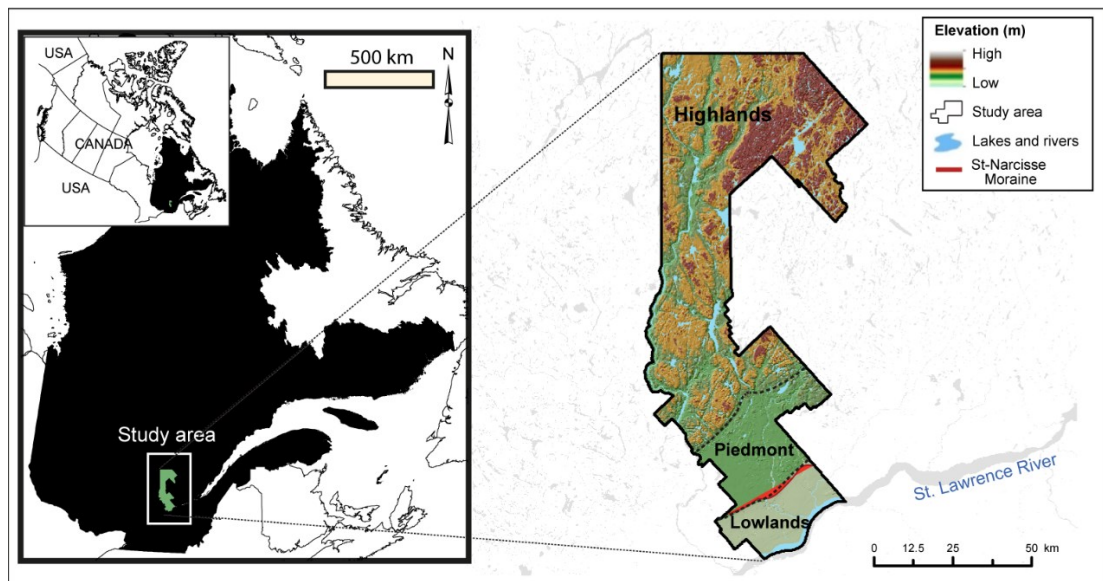 USA
CANADA
USA
500 km
N
Study area
Highlands
Piedmont
Lowlands
St. Lawrence River
Elevation (m)
High
Low
Study area
Lakes and rivers
St-Narcisse
Moraine
0 12.5 25 50 km